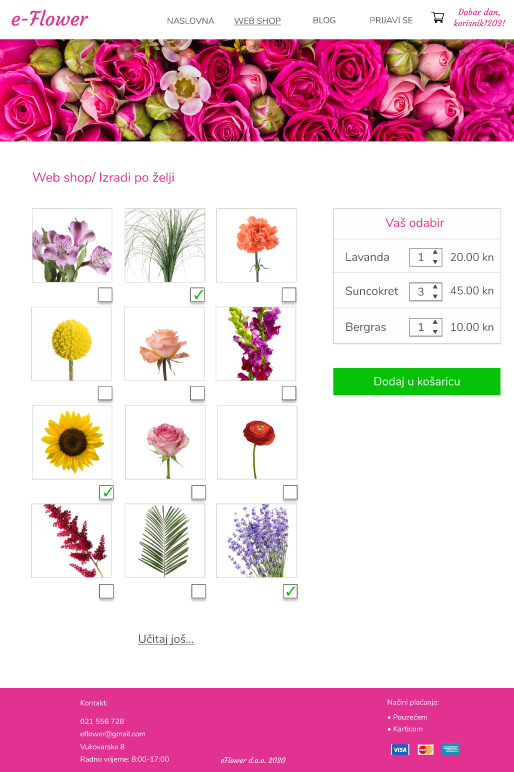 e-Flower
NASLOVNA
WEB SHOP
BLOG
PRIJAVI SE
Dobar dan,
korisnik1203!
Web shop/ Izradi po želji
Vaš odabir
Lavanda 1 20.00 kn
Suncokret 3 45.00 kn
Bergras 1 10.00 kn
Dodaj u košaricu
Učitaj još...
Kontakt:
021 556 728
eflower@gmail.com
Vukovarska 8
Radno vrijeme: 8:00-17:00
eFlower d.o.o. 2020
Načini plaćanja:
• Pouzećem
• Karticom
VISA